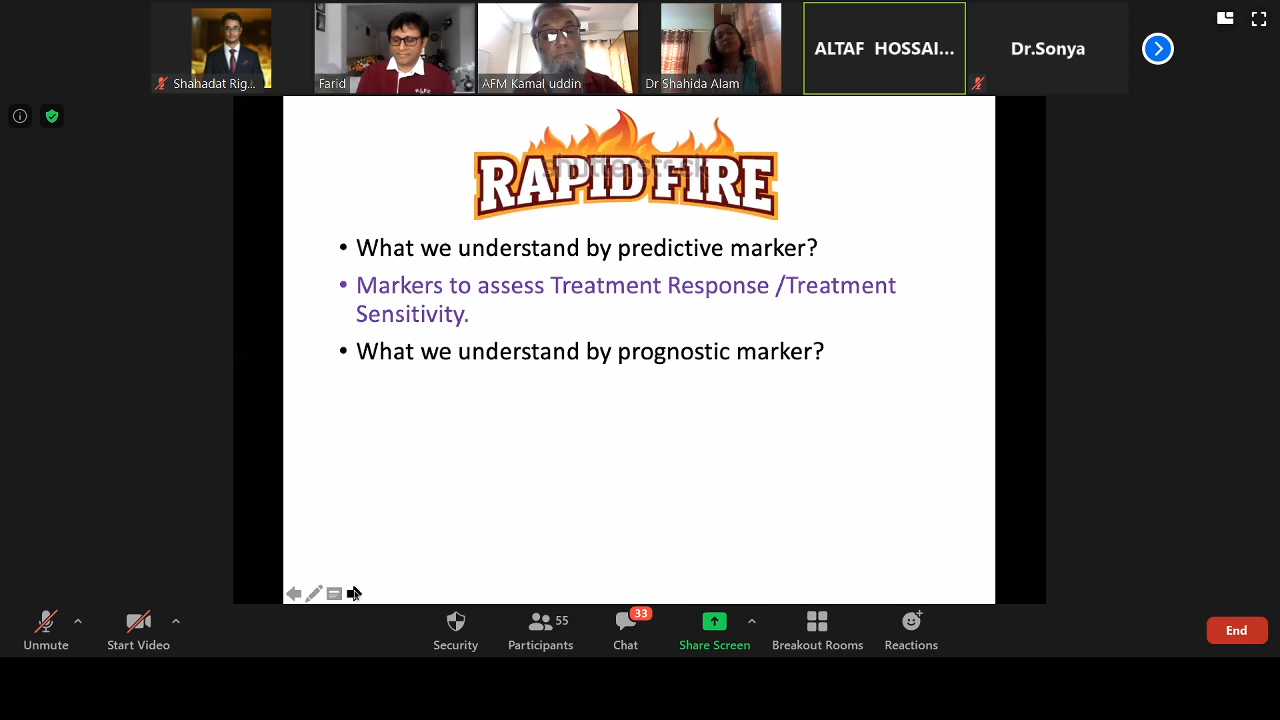 Shahadat Rig...
Farid
AFM Kamal uddin
Dr Shahida Alam
ALTAF HOSSAI...
Dr.Sonya
shutterstock
RAPID FIRE
• What we understand by predictive marker?
• Markers to assess Treatment Response /Treatment
Sensitivity.
• What we understand by prognostic marker?
Unmute
Start Video
Security
55
Participants
33
Chat
Share Screen
Breakout Rooms
Reactions
End